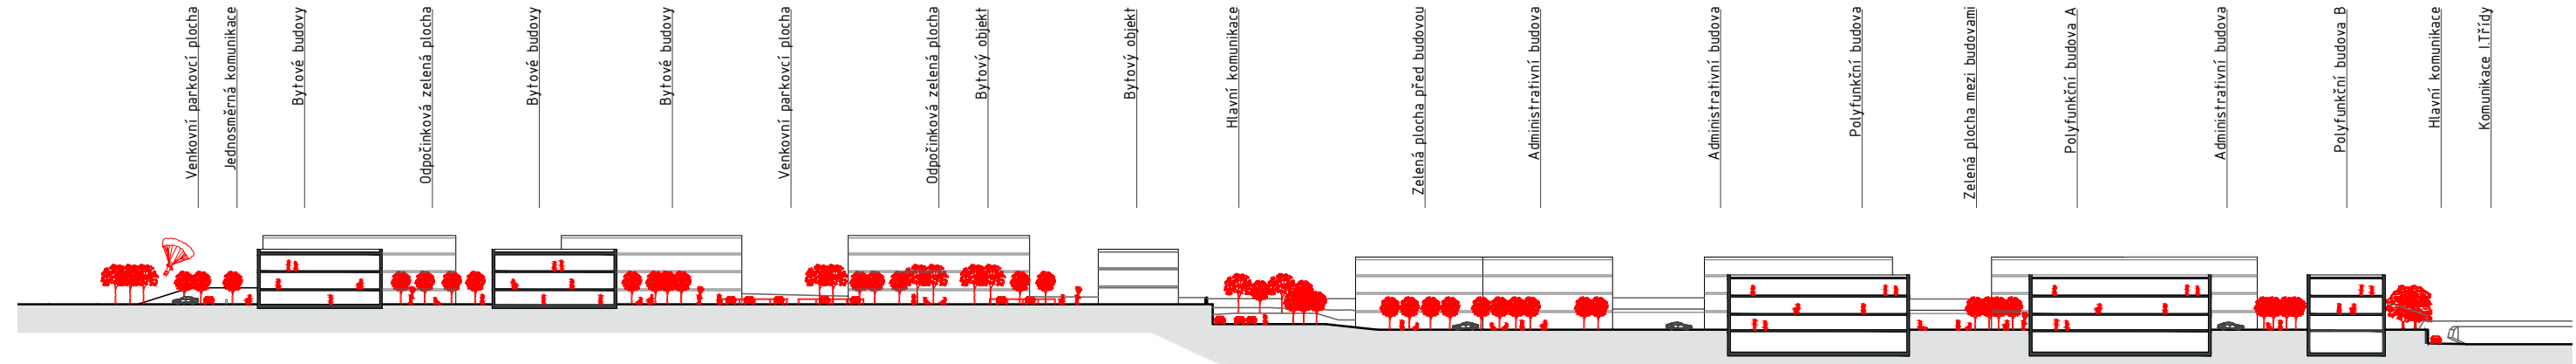 Venkovní parkovcí plocha
Jednosměrná komunikace
Bytové budovy
Odpočinková zelená plocha
Bytové budovy
Bytové budovy
Venkovní parkovcí plocha
Odpočinková zelená plocha
Bytový objekt
Bytový objekt
Hlavní komunikace
Zelená plocha před budovou
Administrativní budova
Administrativní budova
Polyfunkční budova
Zelená plocha mezi budovami
Polyfunkční budova A
Administrativní budova
Polyfunkční budova B
Hlavní komunikace
Komunikace I.Třídy